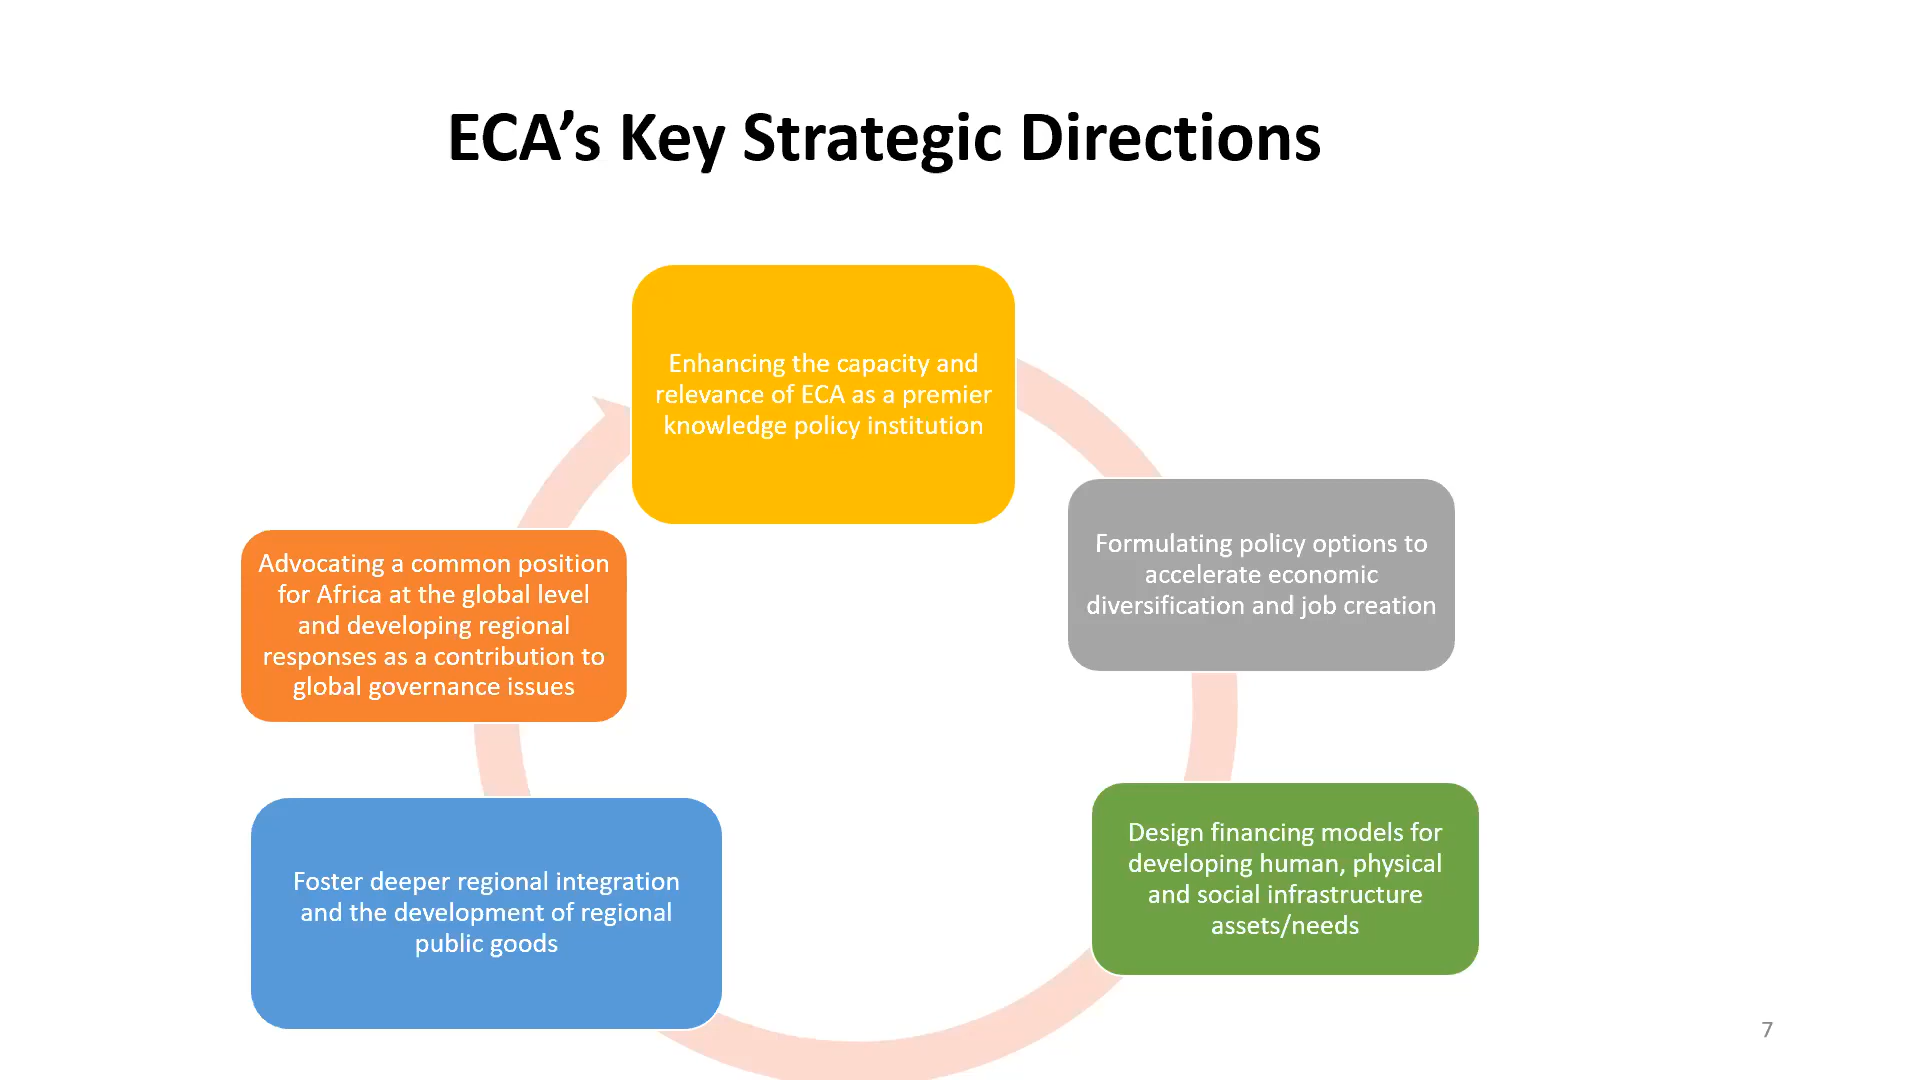 ECA’s Key Strategic Directions
Enhancing the capacity and
relevance of ECA as a premier
knowledge policy institution
Formulating policy options to
accelerate economic
diversification and job creation
Design financing models for
developing human, physical
and social infrastructure
assets/needs
Foster deeper regional integration
and the development of regional
public goods
Advocating a common position
for Africa at the global level
and developing regional
responses as a contribution to
global governance issues
7